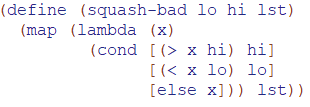 (define (squash-bad lo hi lst)
  (map (lambda (x)
         (cond [(> x hi) hi]
               [(< x lo) lo]
               [else x])) lst))